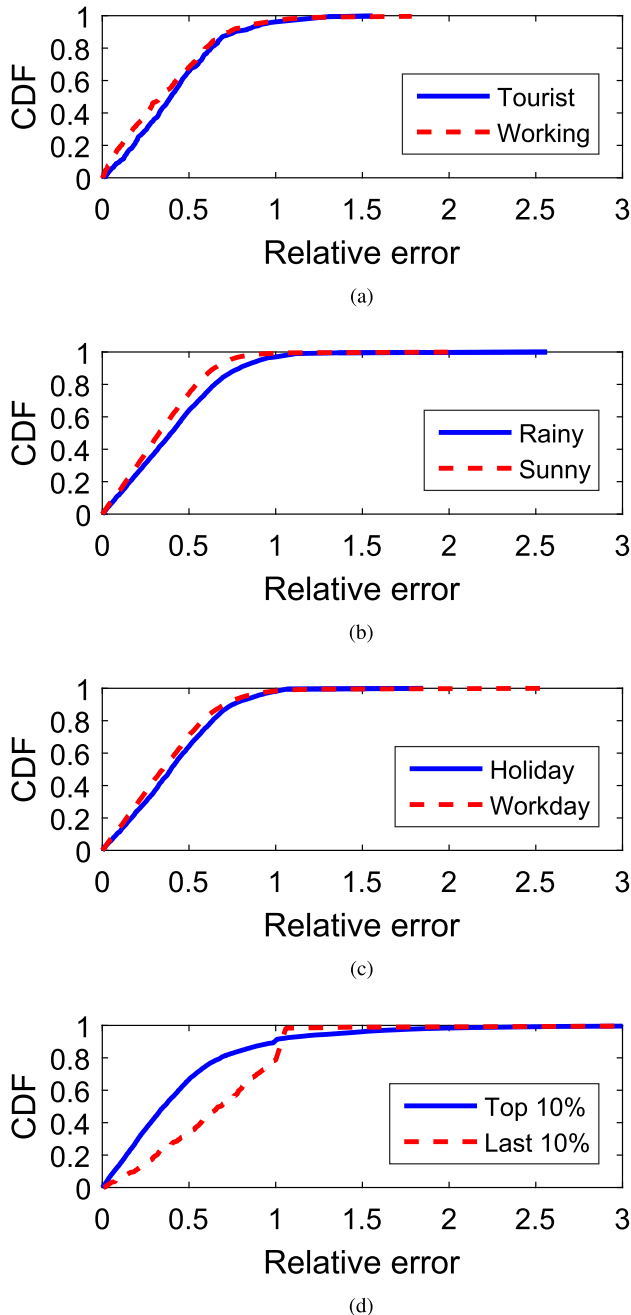 1
0.8
0.6
0.4
0.2
0
CDF
Tourist
Working
0 0.5 1 1.5 2 2.5 3
Relative error
(a)
1
0.8
0.6
0.4
0.2
0
CDF
Rainy
Sunny
0 0.5 1 1.5 2 2.5 3
Relative error
(b)
1
0.8
0.6
0.4
0.2
0
CDF
Holiday
Workday
0 0.5 1 1.5 2 2.5 3
Relative error
(c)
1
0.8
0.6
0.4
0.2
0
CDF
Top 10%
Last 10%
0 0.5 1 1.5 2 2.5 3
Relative error
(d)